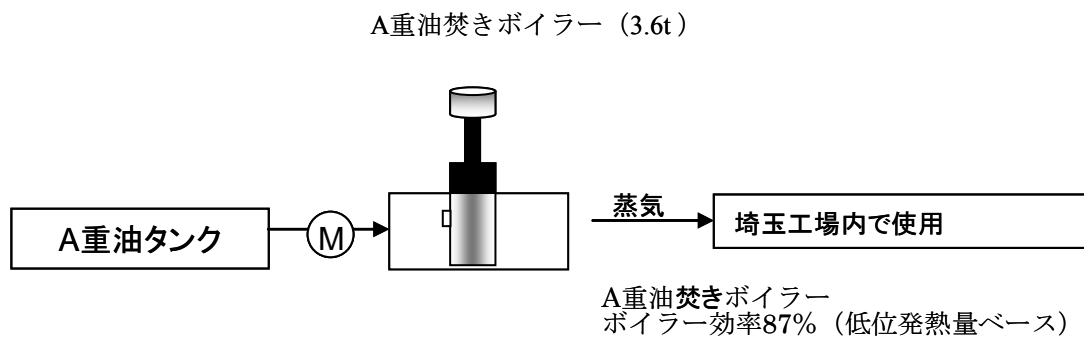 A重油焚きボイラー（3.6t）
蒸気
A重油タンク
M
埼玉工場内で使用
A重油焚きボイラー
ボイラー効率87%（低位発熱量ベース）